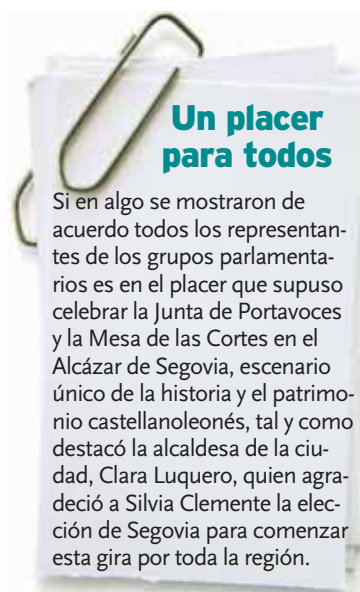 Un placer
para todos
Si en algo se mostraron de
acuerdo todos los representan-
tes de los grupos parlamenta-
rios es en el placer que supuso
celebrar la Junta de Portavoces
y la Mesa de las Cortes en el
Alcázar de Segovia, escenario
único de la historia y el patrimo-
nio castellanoleonés, tal y como
destacó la alcaldesa de la ciu-
dad, Clara Luquero, quien agra-
deció a Silvia Clemente la elec-
ción de Segovia para comenzar
esta gira por toda la región.